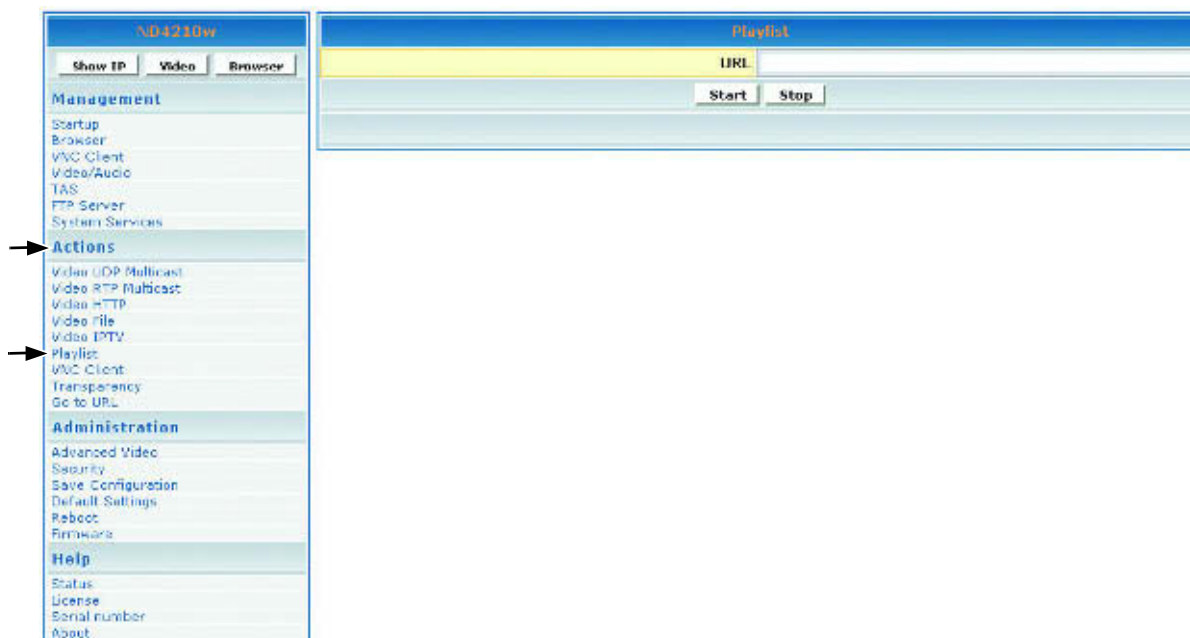 ND4210w
Show IP Video Browser
Management
Startup
Browser
VNC Client
Video/Audio
TAS
FTP Server
System Services
Actions
Video UDP Multicast
Video RTP Multicast
Video HTTP
Video File
Video IPTV
Playlist
VNC Client
Transparency
Go to URL
Administration
Advanced Video
Security
Save Configuration
Default Settings
Reboot
Firmware
Help
Status
License
Serial number
About
Playlist
URL
Start Stop